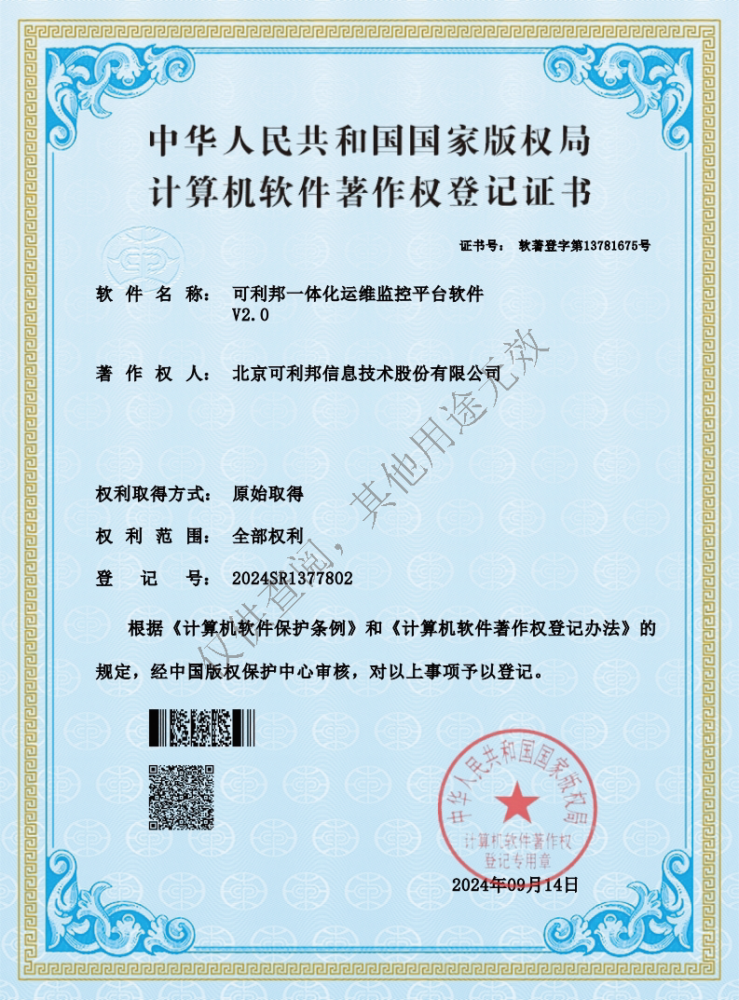 中华人民共和国国家版权局
计算机软件著作权登记证书
证书号： 软著登字第13781675号
软件名称： 可利邦一体化运维监控平台软件
V2.0
著作权人： 北京可利邦信息技术股份有限公司
权利取得方式： 原始取得
权利范围： 全部权利
登记号： 2024SR1377802
根据《计算机软件保护条例》和《计算机软件著作权登记办法》的
规定，经中国版权保护中心审核，对以上事项予以登记。
仅供查阅，其他用途无效
中华人民共和国国家版权局
计算机软件著作权
登记专用章
2024年09月14日